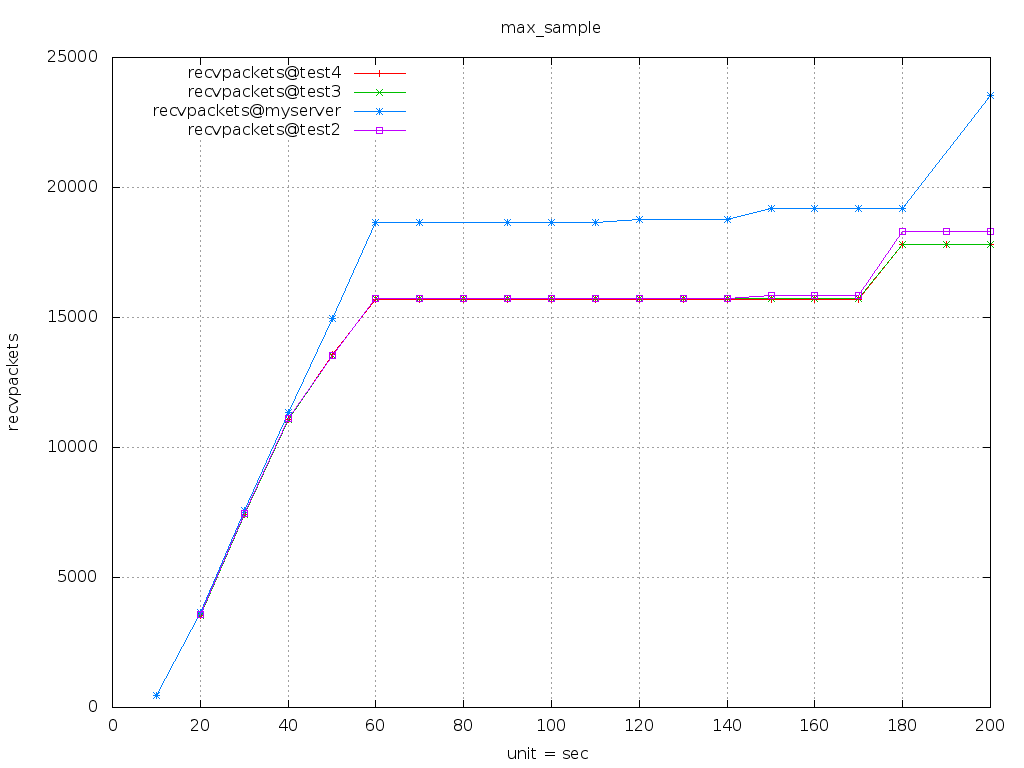 max_sample
25000
20000
15000
10000
5000
0
recvpackets
recvpackets@test4
recvpackets@test3
recvpackets@myserver
recvpackets@test2
0 20 40 60 80 100 120 140 160 180 200
unit = sec